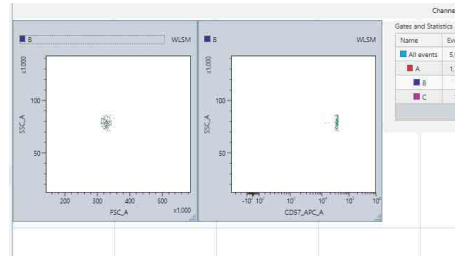 Channe
Gates and Statistics
Name Eve
All events 5,
A 1,
B
C
B WLSM
x1,000
SSC_A
100
50
200 300 400 500
FSC_A x1.000
B WLSM
x1,000
SSC_A
100
50
CD57_APC_A